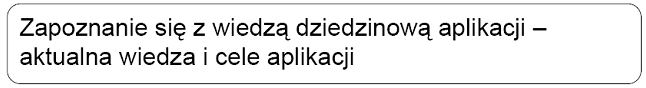 Zapoznanie się z wiedzą dziedzinową aplikacji –
aktualna wiedza i cele aplikacji